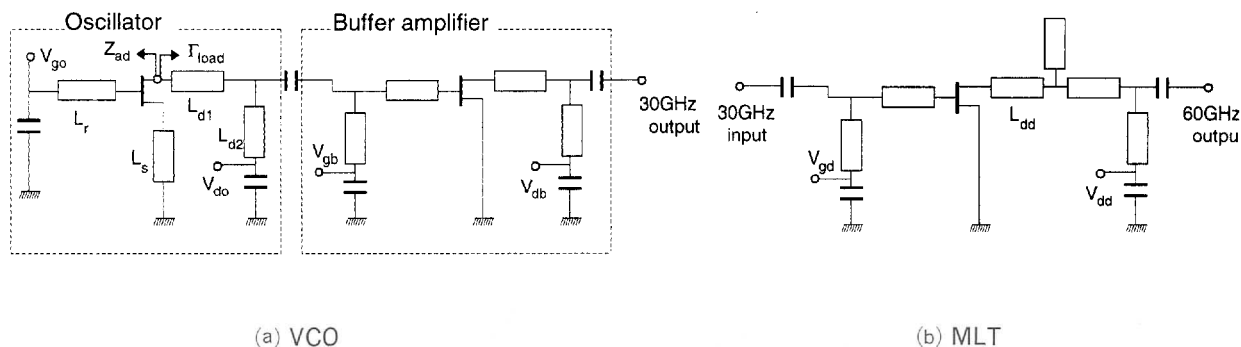 Oscillator
Buffer amplifier
Vgo
Zad
Γload
Lr
Ld1
Ld2
Ls
Vdo
Vgb
Vdb
30GHz
output
30GHz
input
Vgd
Ldd
Vdd
60GHz
outpu
(a) VCO
(b) MLT